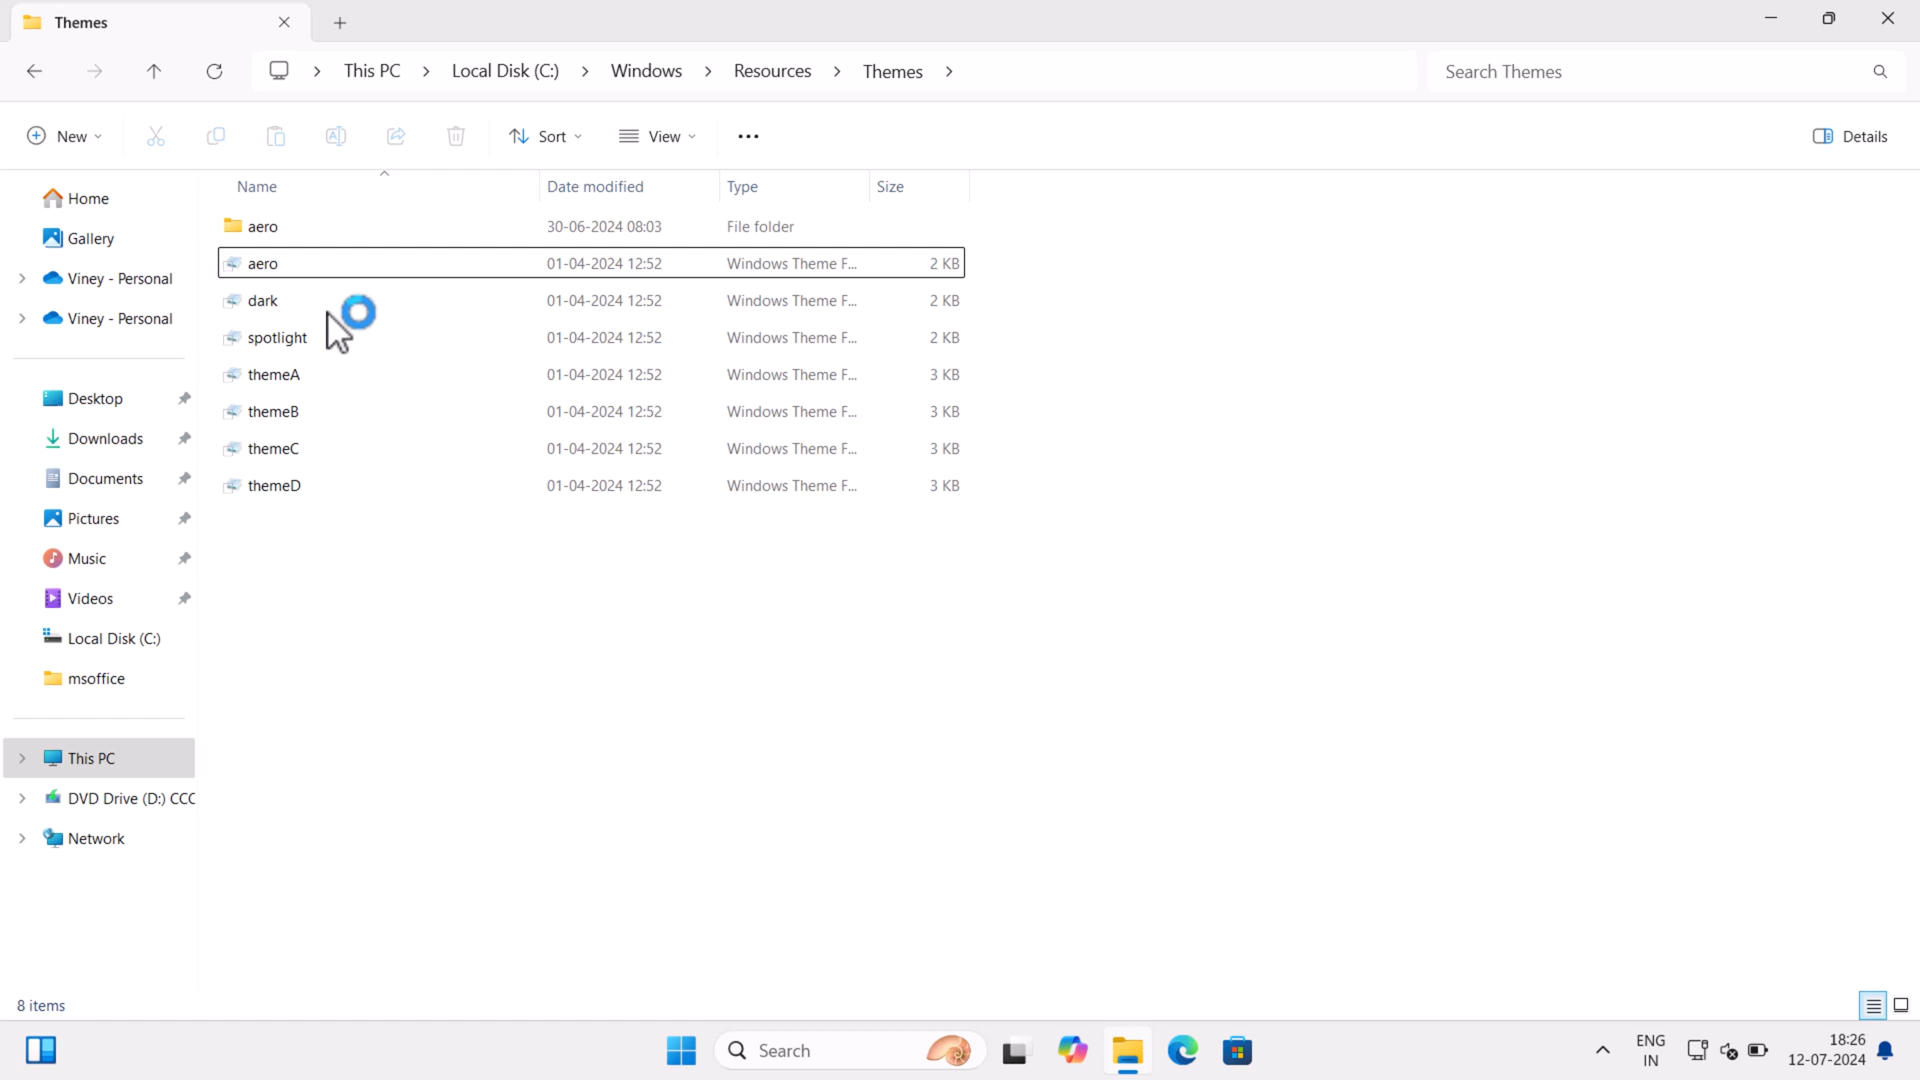 Themes
This PC Local Disk (C:) Windows Resources Themes
Search Themes
New
Sort
View
Details
Name Date modified Type Size
aero 30-06-2024 08:03 File folder
aero 01-04-2024 12:52 Windows Theme F... 2 KB
dark 01-04-2024 12:52 Windows Theme F... 2 KB
spotlight 01-04-2024 12:52 Windows Theme F... 2 KB
themeA 01-04-2024 12:52 Windows Theme F... 3 KB
themeB 01-04-2024 12:52 Windows Theme F... 3 KB
themeC 01-04-2024 12:52 Windows Theme F... 3 KB
themeD 01-04-2024 12:52 Windows Theme F... 3 KB
Home
Gallery
Viney - Personal
Viney - Personal
Desktop
Downloads
Documents
Pictures
Music
Videos
Local Disk (C:)
msoffice
This PC
DVD Drive (D:) CCC
Network
8 items
Search
ENG
IN
18:26
12-07-2024